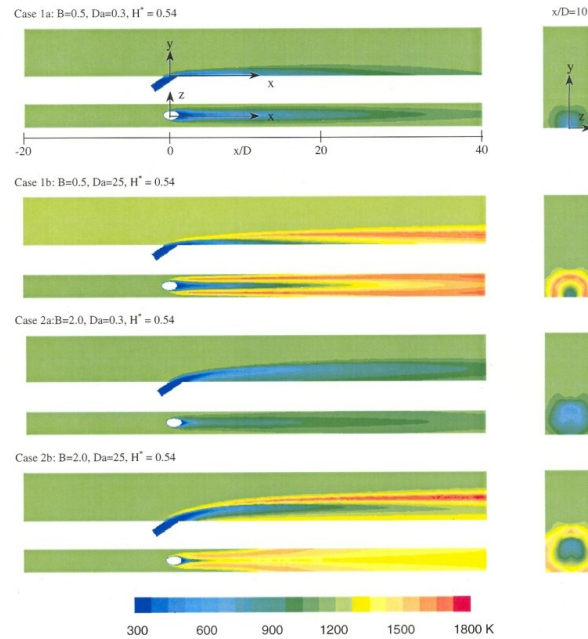 Case 1a: B=0.5, Da=0.3, H* = 0.54
x/D=10
y
x
z
x
y
z
-20
0
x/D
20
40
Case 1b: B=0.5, Da=25, H* = 0.54
Case 2a:B=2.0, Da=0.3, H* = 0.54
Case 2b: B=2.0, Da=25, H* = 0.54
300
600
900
1200
1500
1800 K